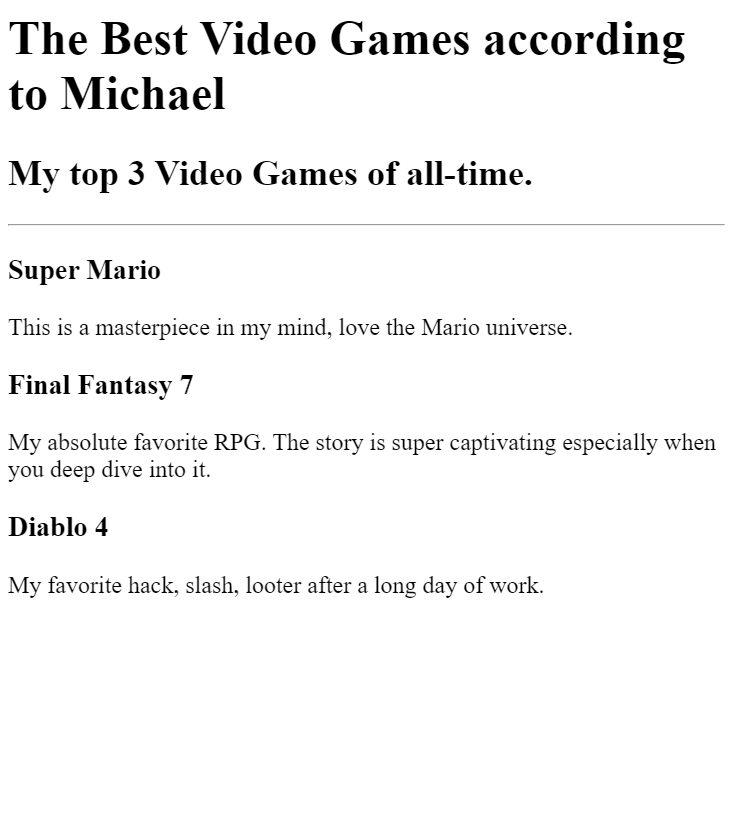 The Best Video Games according
to Michael
My top 3 Video Games of all-time.
Super Mario
This is a masterpiece in my mind, love the Mario universe.
Final Fantasy 7
My absolute favorite RPG. The story is super captivating especially when
you deep dive into it.
Diablo 4
My favorite hack, slash, looter after a long day of work.